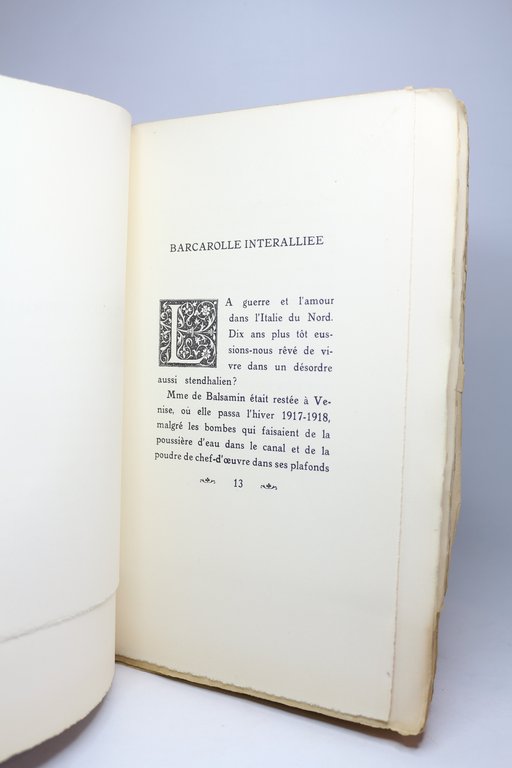 BARCAROLLE INTERALLIEE
LA guerre et l'amour
dans l'Italie du Nord.
Dix ans plus tôt eus-
sions-nous rêvé de vi-
vre dans un désordre
aussi stendhalien?
Mme de Balsamin était restée à Ve-
nise, où elle passa l'hiver 1917-1918,
malgré les bombes qui faisaient de la
poussière d'eau dans le canal et de la
poudre de chef-d'œuvre dans ses plafonds
13